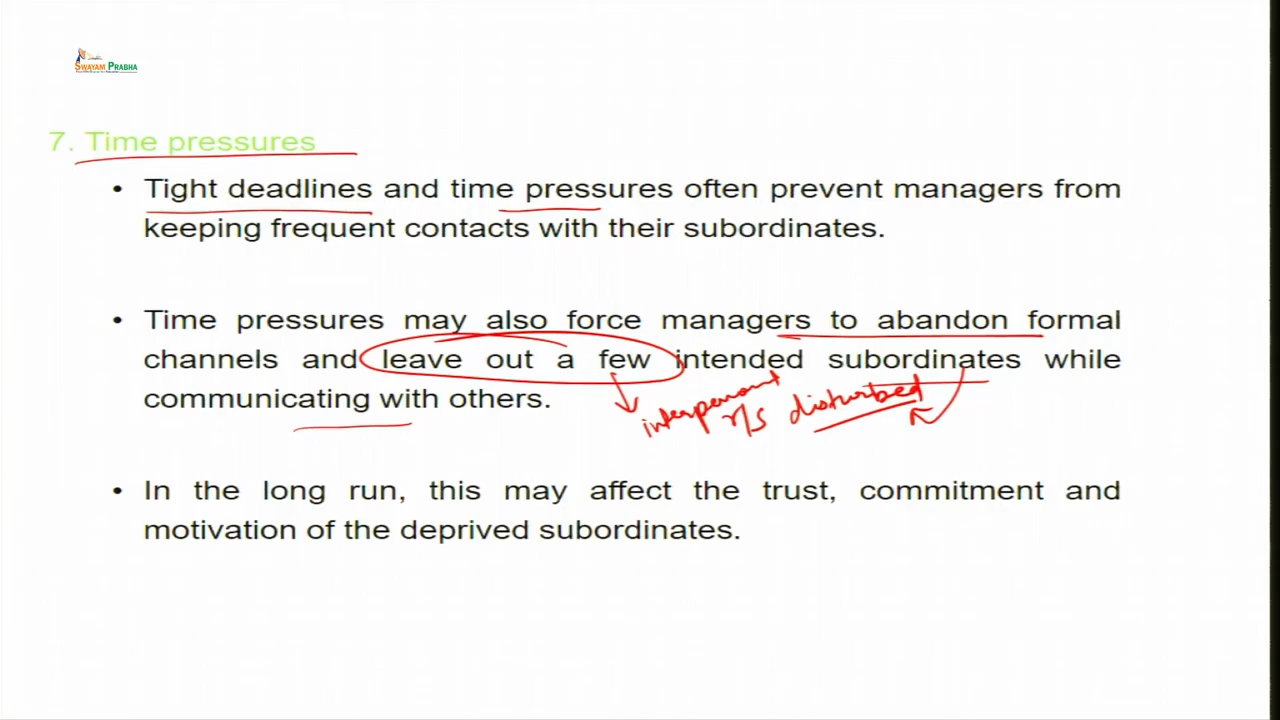 SWAYAM PRABHA
7. Time pressures
• Tight deadlines and time pressures often prevent managers from
keeping frequent contacts with their subordinates.
• Time pressures may also force managers to abandon formal
channels and leave out a few intended subordinates while
communicating with others.
r/s disturbed
• In the long run, this may affect the trust, commitment and
motivation of the deprived subordinates.